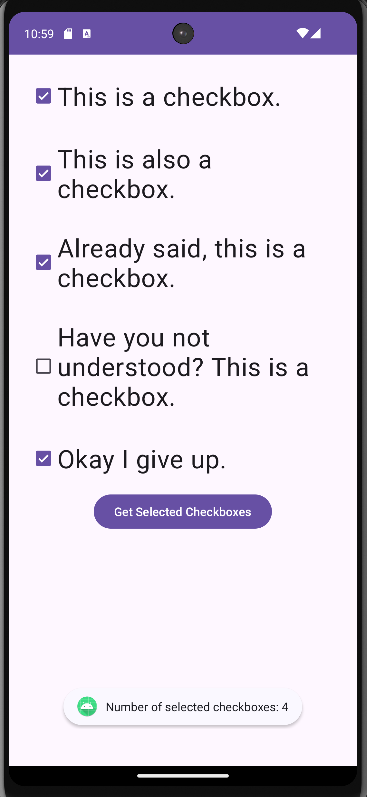 10:59
A
This is a checkbox.
This is also a
checkbox.
Already said, this is a
checkbox.
Have you not
understood? This is a
checkbox.
Okay I give up.
Get Selected Checkboxes
Number of selected checkboxes: 4